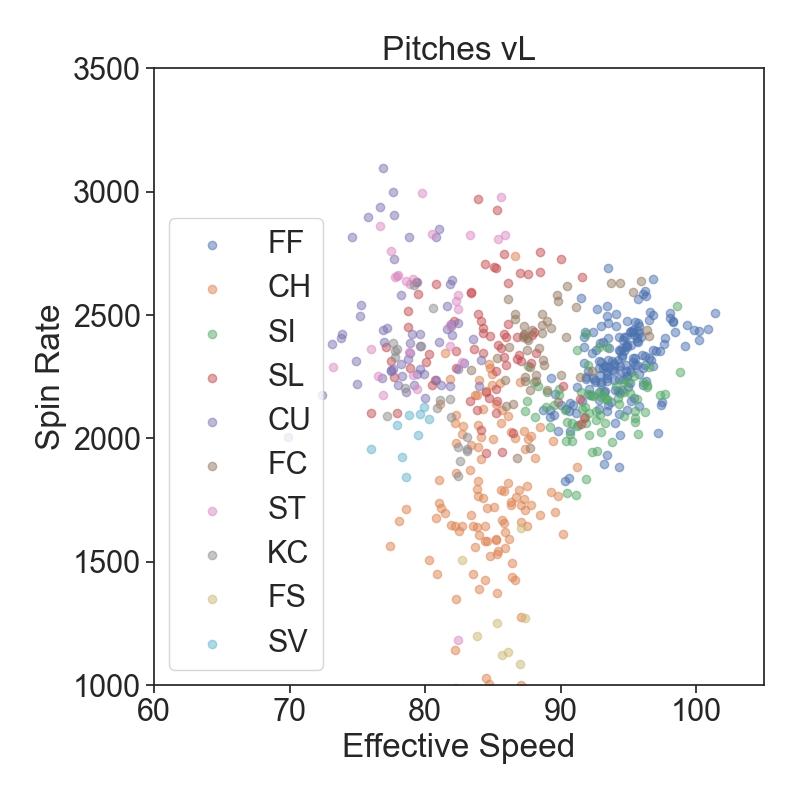 Pitches vL
3500
3000
2500
2000
1500
1000
Spin Rate
FF
CH
SI
SL
CU
FC
ST
KC
FS
SV
60 70 80 90 100
Effective Speed